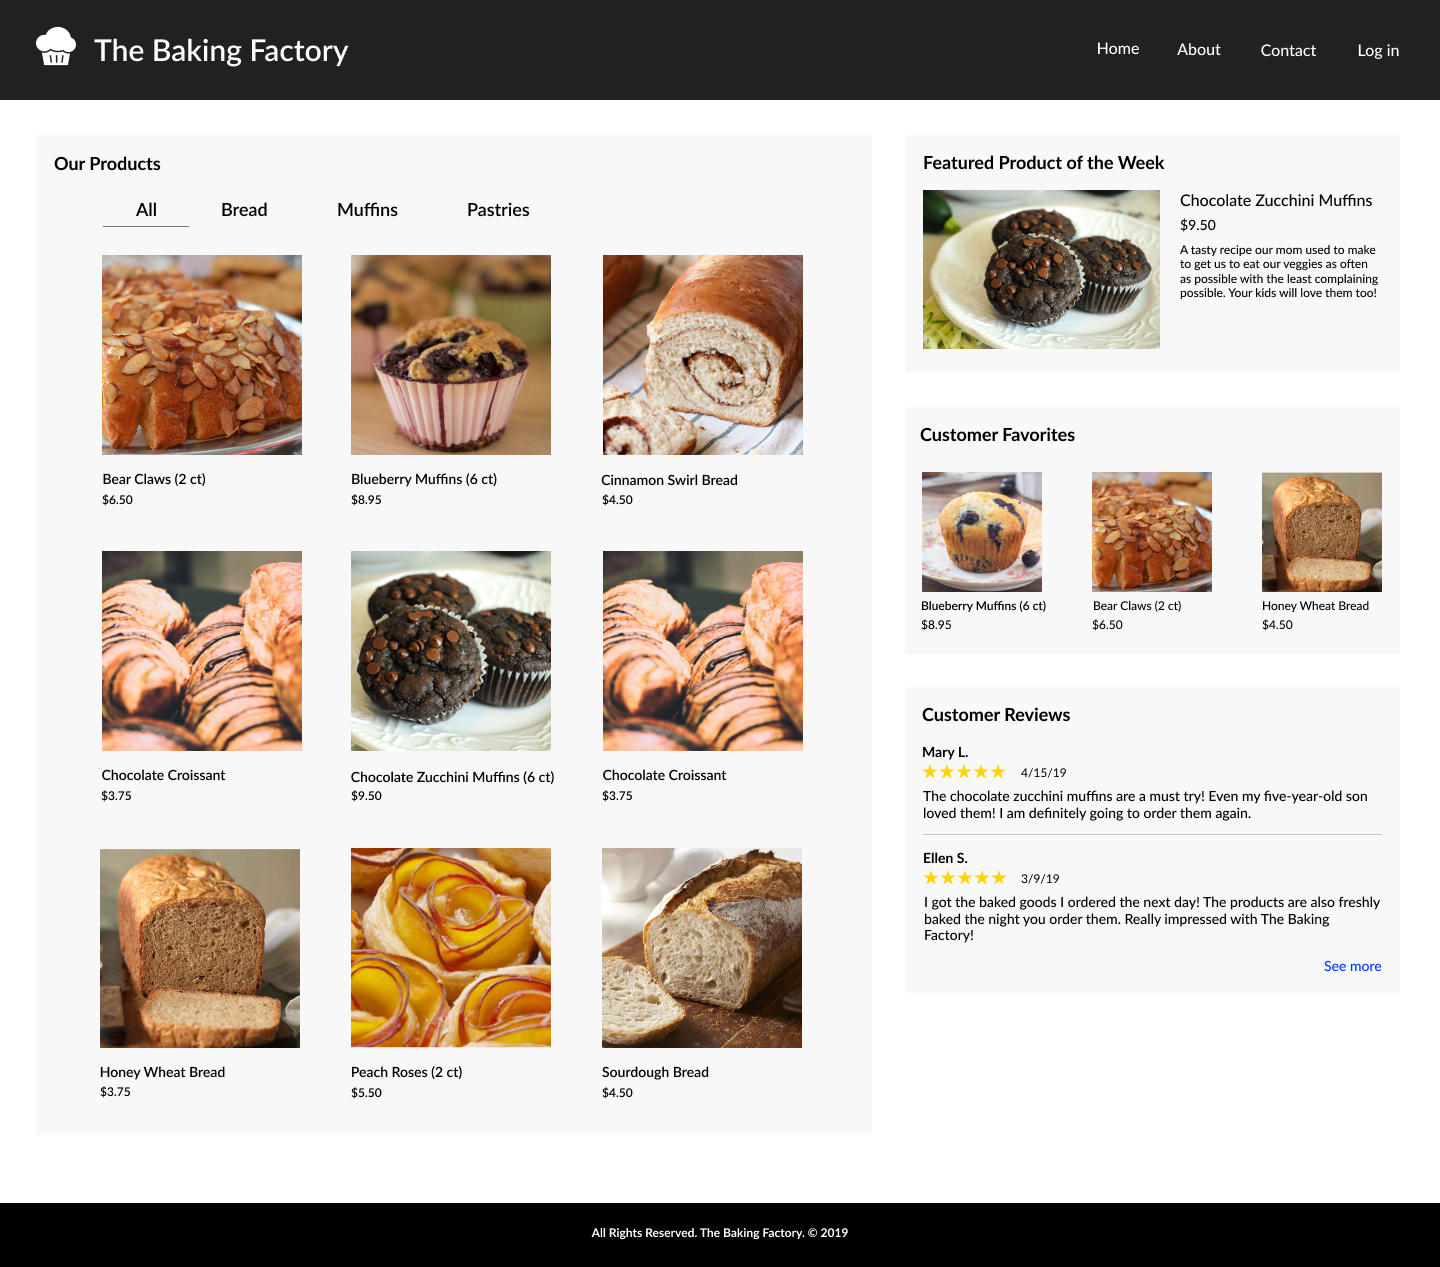 The Baking Factory
Home
About
Contact
Log in
Our Products
All
Bread
Muffins
Pastries
Bear Claws (2 ct)
$6.50
Blueberry Muffins (6 ct)
$8.95
Cinnamon Swirl Bread
$4.50
Chocolate Croissant
$3.75
Chocolate Zucchini Muffins (6 ct)
$9.50
Chocolate Croissant
$3.75
Honey Wheat Bread
$3.75
Peach Roses (2 ct)
$5.50
Sourdough Bread
$4.50
Featured Product of the Week
Chocolate Zucchini Muffins
$9.50
A tasty recipe our mom used to make
to get us to eat our veggies as often
as possible with the least complaining
possible. Your kids will love them too!
Customer Favorites
Blueberry Muffins (6 ct)
$8.95
Bear Claws (2 ct)
$6.50
Honey Wheat Bread
$4.50
Customer Reviews
Mary L.
★★★★★ 4/15/19
The chocolate zucchini muffins are a must try! Even my five-year-old son
loved them! I am definitely going to order them again.
Ellen S.
★★★★★ 3/9/19
I got the baked goods I ordered the next day! The products are also freshly
baked the night you order them. Really impressed with The Baking
Factory!
See more
All Rights Reserved. The Baking Factory. © 2019